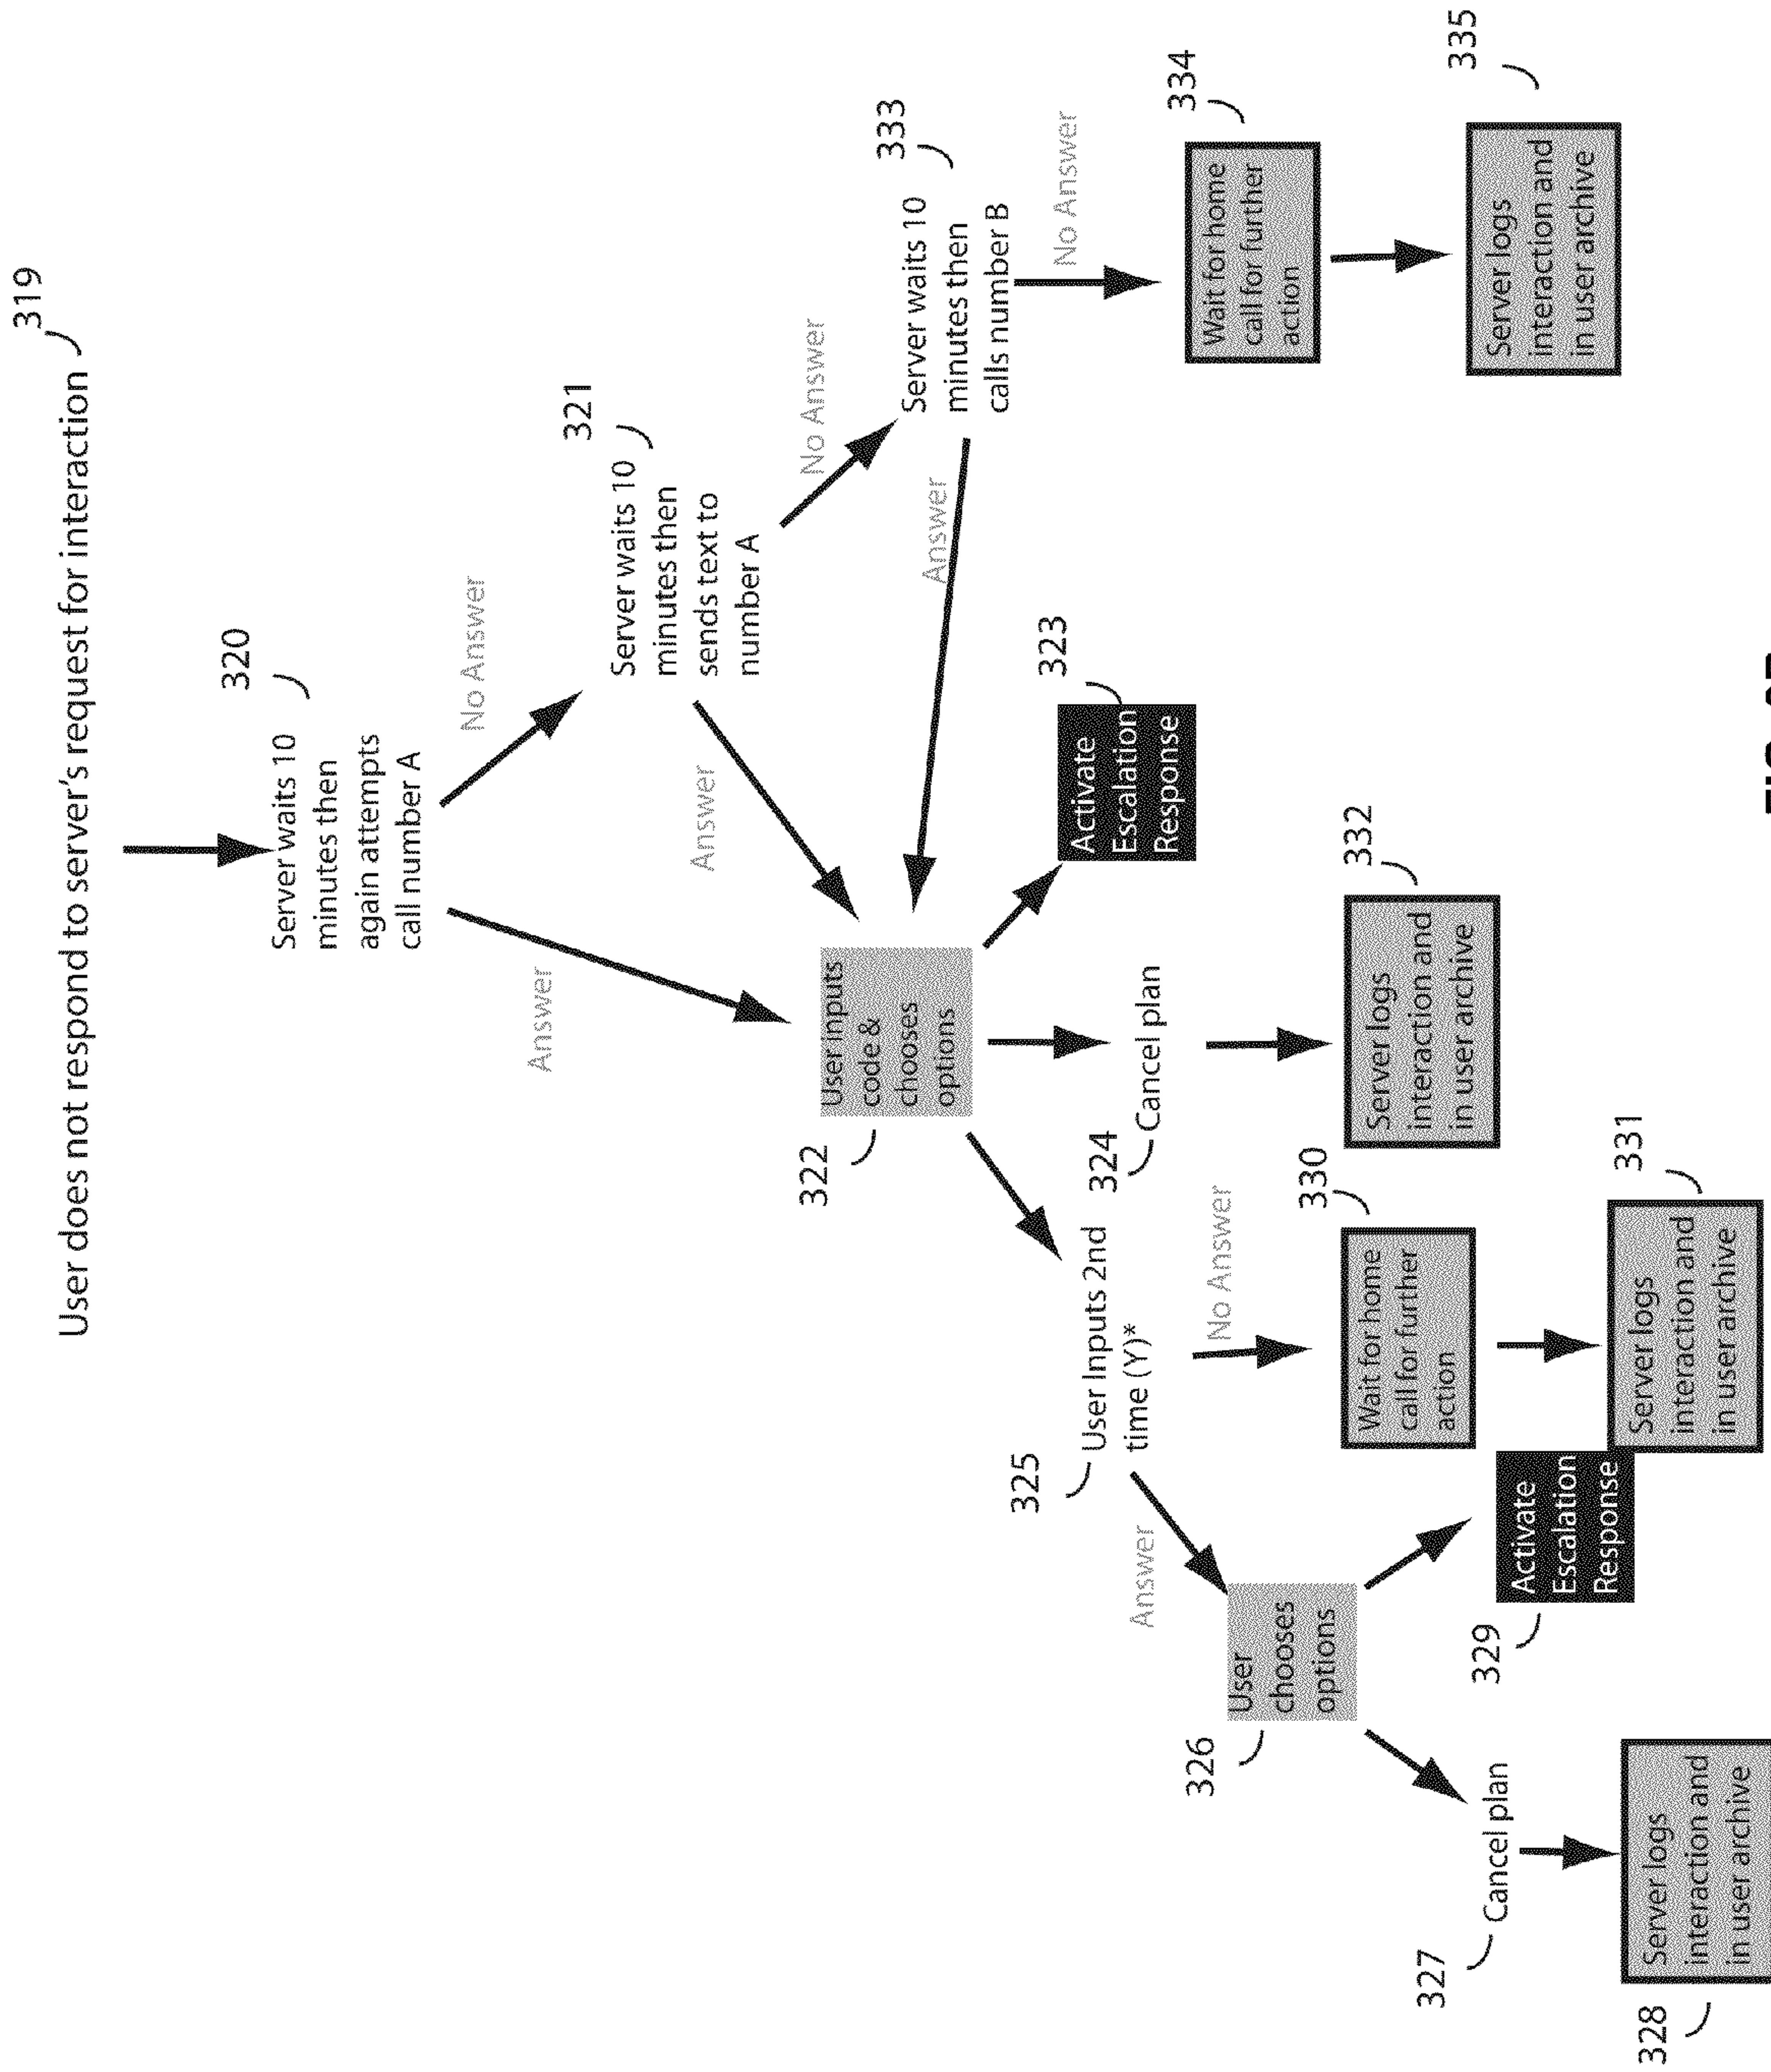 User does not respond to server's request for interaction
319
320
Server waits 10
minutes then
again attempts
call number A
Answer
No Answer
321
Server waits 10
minutes then
sends text to
number A
Answer
No Answer
333
Server waits 10
minutes then
calls number B
Answer
No Answer
322
User inputs
code &
chooses
options
323
Activate
Escalation
Response
324
Cancel plan
332
Server logs
interaction and
in user archive
325
User Inputs 2nd
time (Y)*
Answer
No Answer
330
Wait for home
call for further
action
331
Server logs
interaction and
in user archive
326
User
chooses
options
329
Activate
Escalation
Response
327
Cancel plan
328
Server logs
interaction and
in user archive
334
Wait for home
call for further
action
335
Server logs
interaction and
in user archive